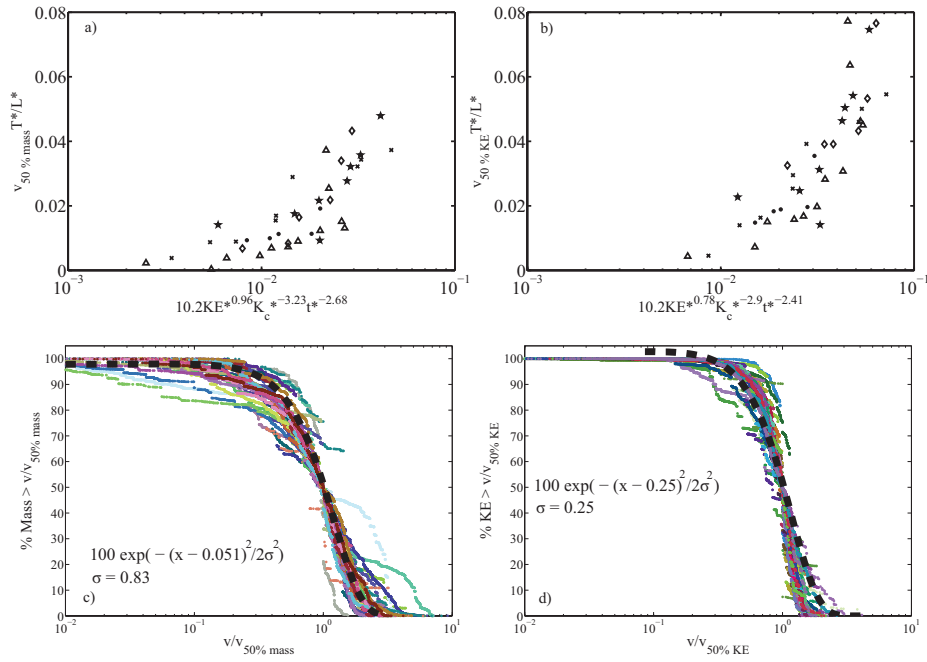 a)
0.08
0.06
0.04
0.02
0
v50 % mass T*/L*
10^-3 10^-2 10^-1
10.2KE*^0.96 K_c*^-3.23 t*^-2.68
b)
0.08
0.06
0.04
0.02
0
v50 % KE T*/L*
10^-3 10^-2 10^-1
10.2KE*^0.78 K_c*^-2.9 t*^-2.41
100
90
80
70
60
50
40
30
20
10
0
% Mass > v/v50% mass
100 exp(− (x − 0.051)^2/2σ^2)
σ = 0.83
c)
10^-2 10^-1 10^0 10^1
v/v50% mass
100
90
80
70
60
50
40
30
20
10
0
% KE > v/v50% KE
100 exp(− (x − 0.25)^2/2σ^2)
σ = 0.25
d)
10^-2 10^-1 10^0 10^1
v/v50% KE